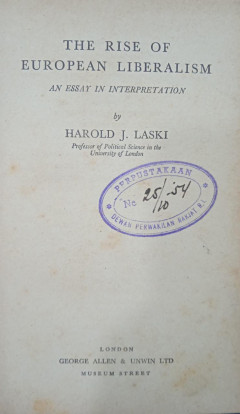 THE RISE OF
EUROPEAN LIBERALISM
AN ESSAY IN INTERPRETATION
by
HAROLD J. LASKI
Professor of Political Science in the
University of London
PERPUSTAKAAN
No 25/-54
/10
DEWAN PERWAKILAN RAKJAT R.I.
LONDON
GEORGE ALLEN & UNWIN LTD
MUSEUM STREET